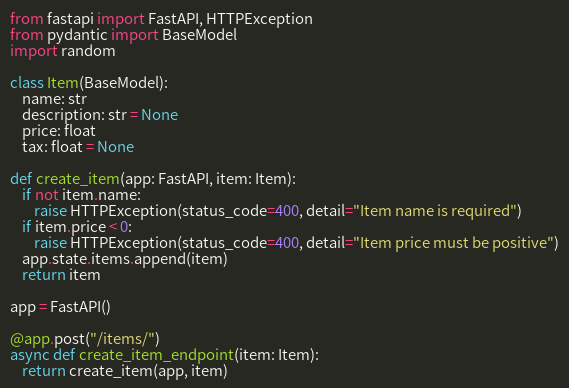 from fastapi import FastAPI, HTTPException
from pydantic import BaseModel
import random

class Item(BaseModel):
    name: str
    description: str = None
    price: float
    tax: float = None

def create_item(app: FastAPI, item: Item):
    if not item.name:
        raise HTTPException(status_code=400, detail="Item name is required")
    if item.price < 0:
        raise HTTPException(status_code=400, detail="Item price must be positive")
    app.state.items.append(item)
    return item

app = FastAPI()

@app.post("/items/")
async def create_item_endpoint(item: Item):
    return create_item(app, item)